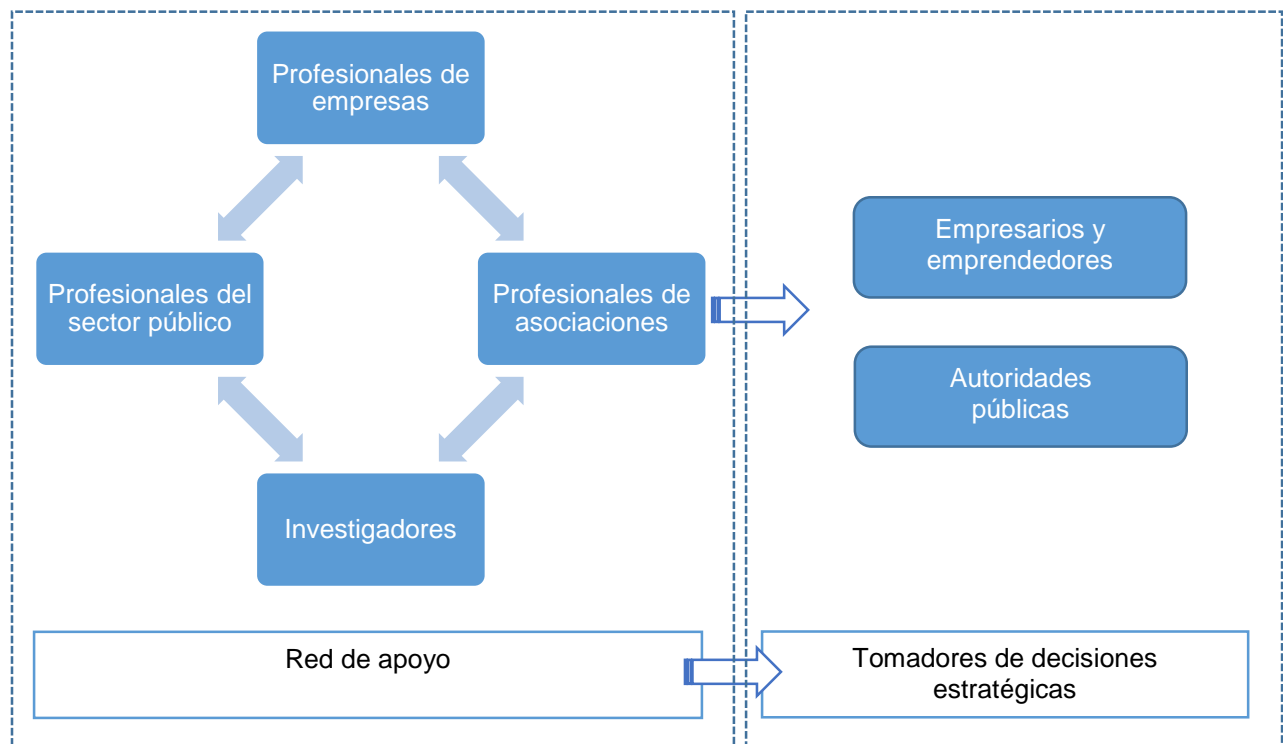 Profesionales de
empresas
Profesionales del
sector público
Profesionales de
asociaciones
Investigadores
Red de apoyo
Empresarios y
emprendedores
Autoridades
públicas
Tomadores de decisiones
estratégicas